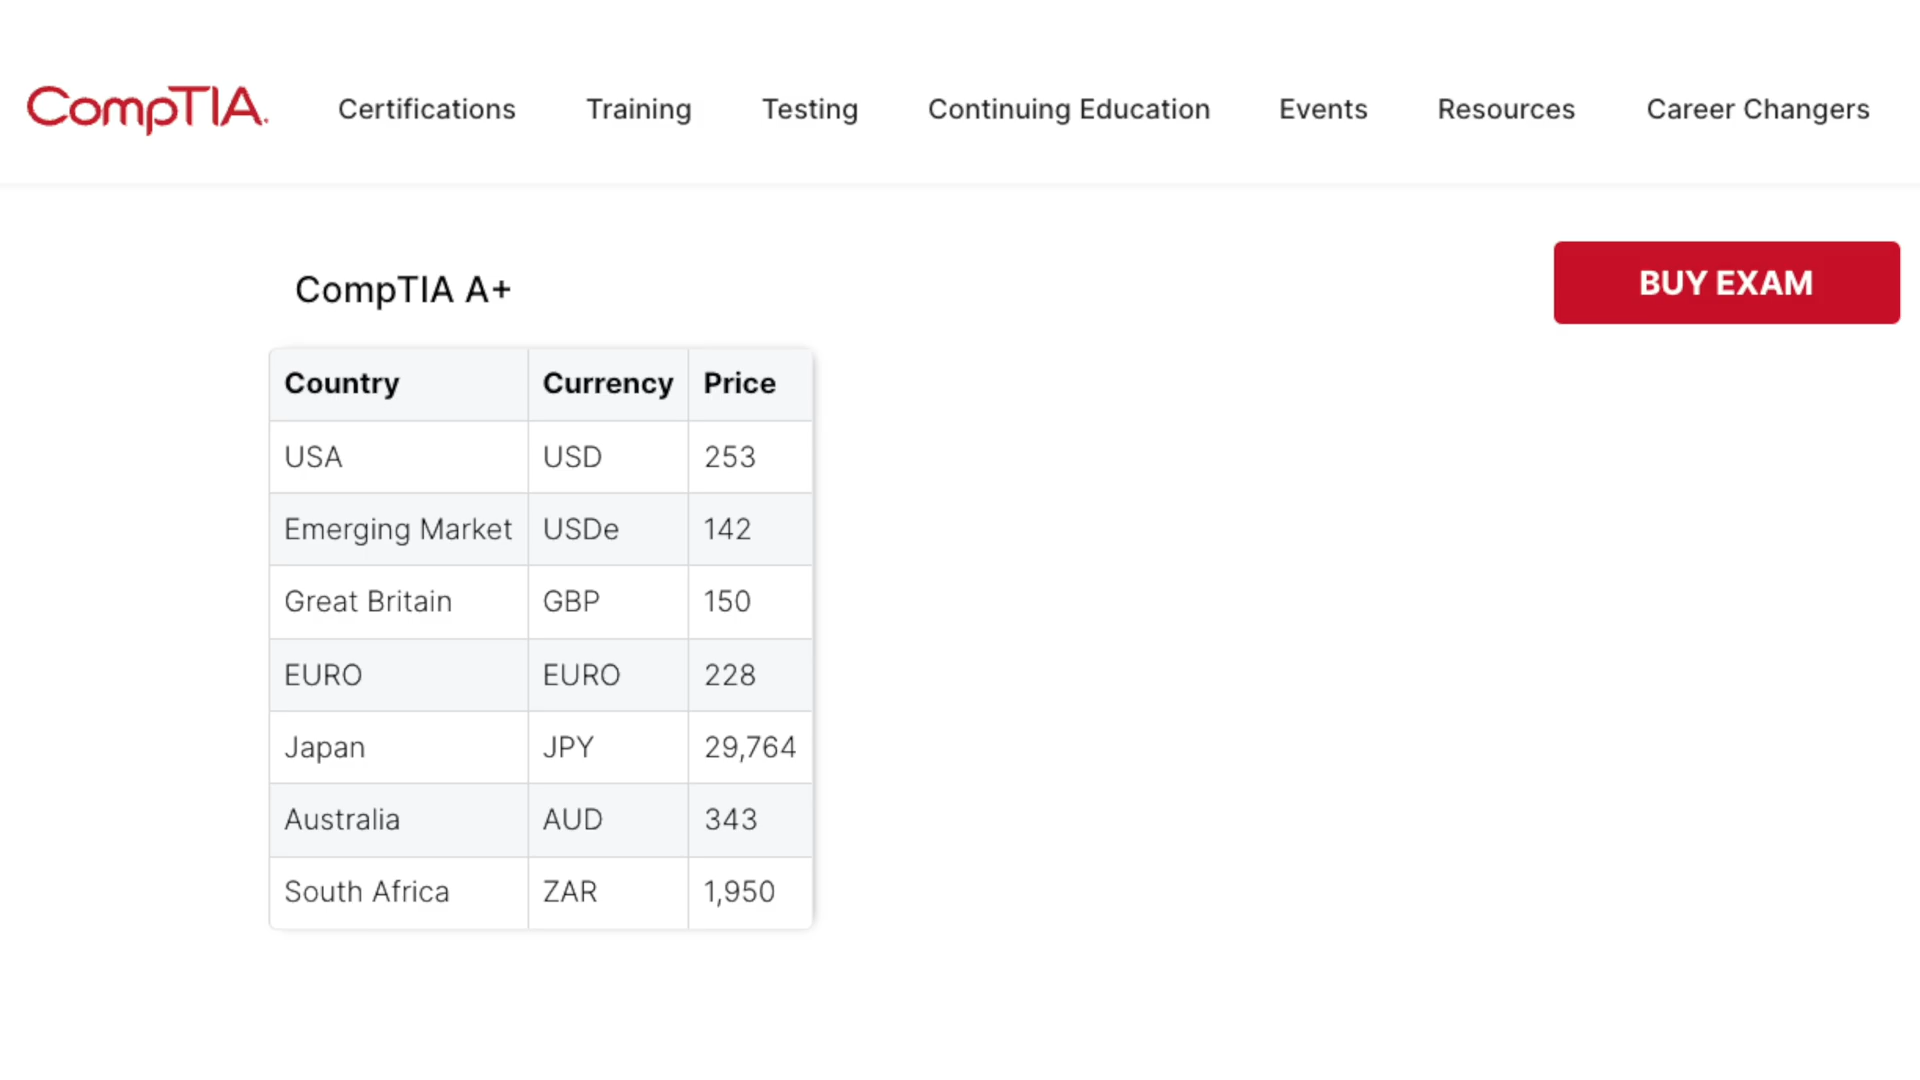 CompTIA. Certifications Training Testing Continuing Education Events Resources Career Changers
BUY EXAM
CompTIA A+
Country Currency Price
USA USD 253
Emerging Market USDe 142
Great Britain GBP 150
EURO EURO 228
Japan JPY 29,764
Australia AUD 343
South Africa ZAR 1,950